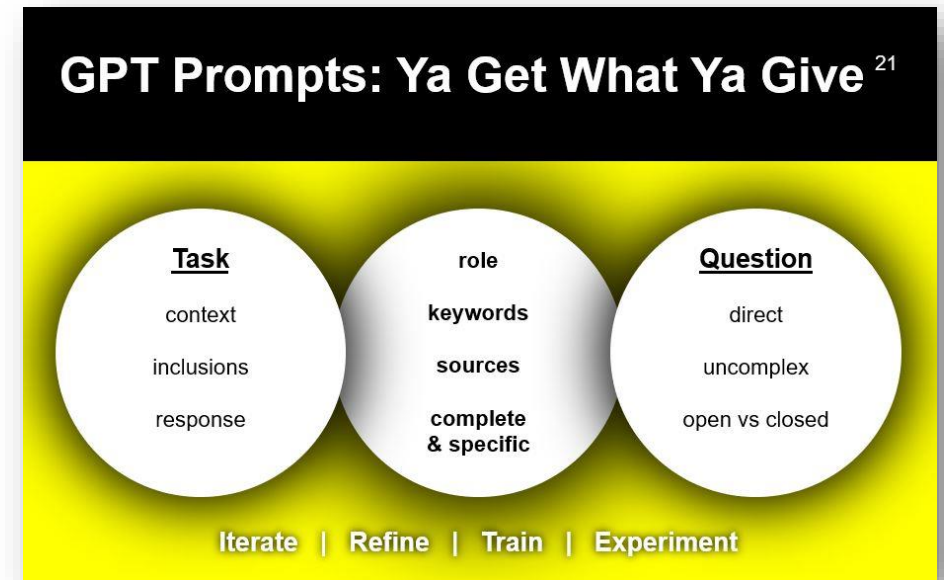 GPT Prompts: Ya Get What Ya Give 21
Task
context
inclusions
response
role
keywords
sources
complete
& specific
Question
direct
uncomplex
open vs closed
Iterate | Refine | Train | Experiment